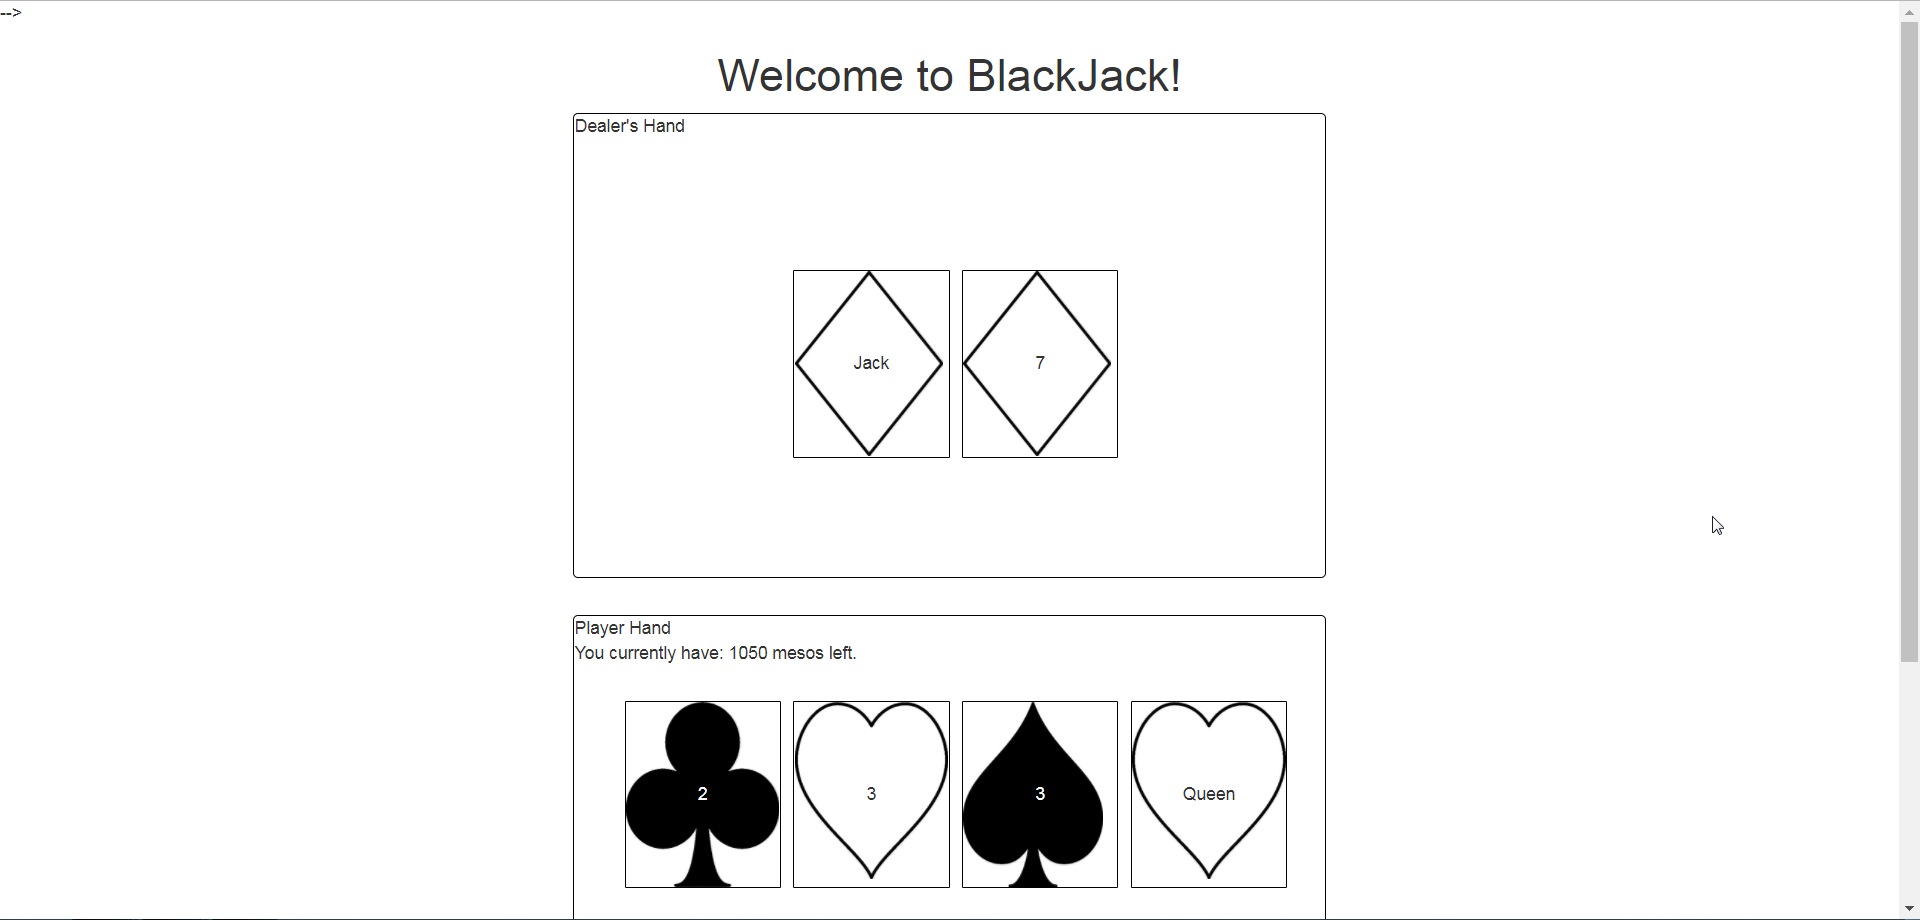 -->
Welcome to BlackJack!
Dealer's Hand
Jack
7
Player Hand
You currently have: 1050 mesos left.
2
3
3
Queen